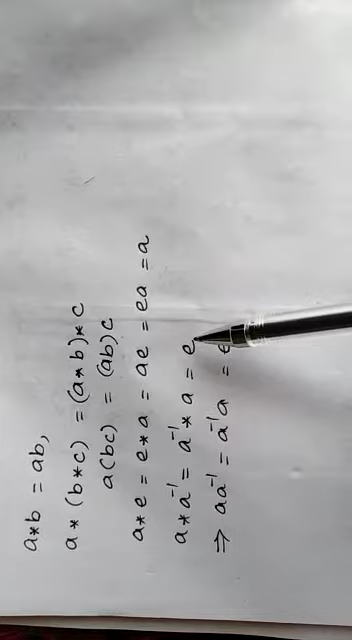 a * b = ab,
a * (b * c) = (a * b) * c
a(bc) = (ab)c
a * e = e * a = ae = ea = a
a * a⁻¹ = a⁻¹ * a = e
⇒ aa⁻¹ = a⁻¹a = e